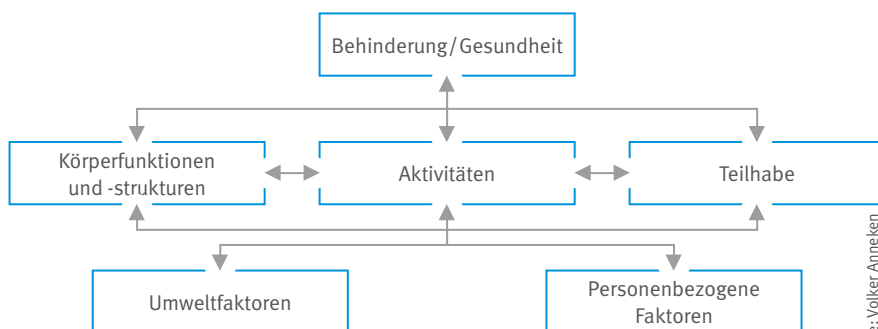 Behinderung/Gesundheit
Körperfunktionen
und -strukturen
Aktivitäten
Teilhabe
Umweltfaktoren
Personenbezogene
Faktoren
Volker Anneken